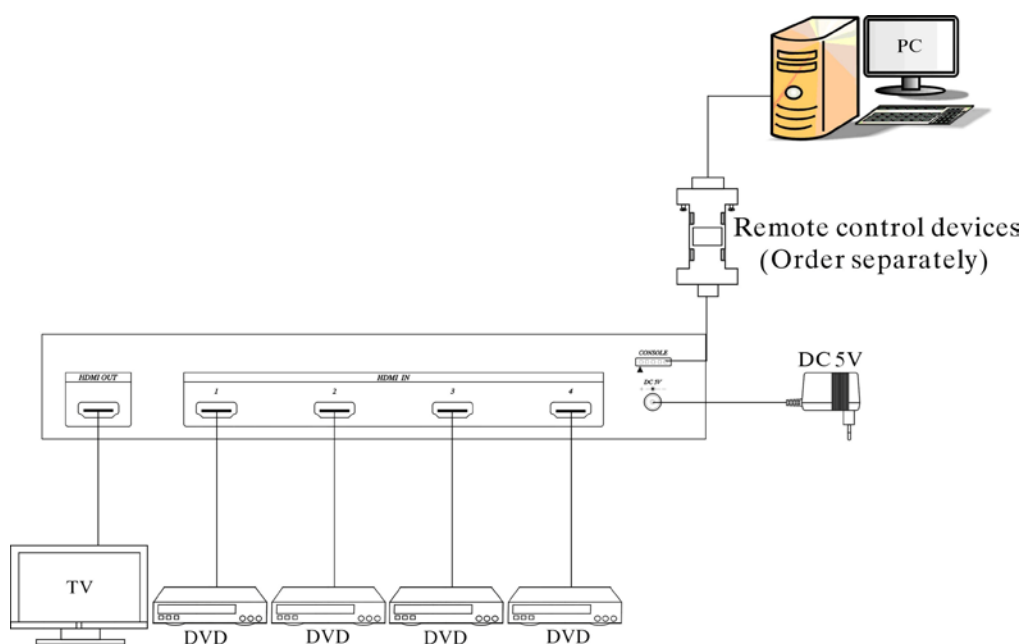 PC
Remote control devices
(Order separately)
CONSOLE
DC 5V
HDMI OUT
HDMI IN
1
2
3
4
DC 5V
TV
DVD
DVD
DVD
DVD